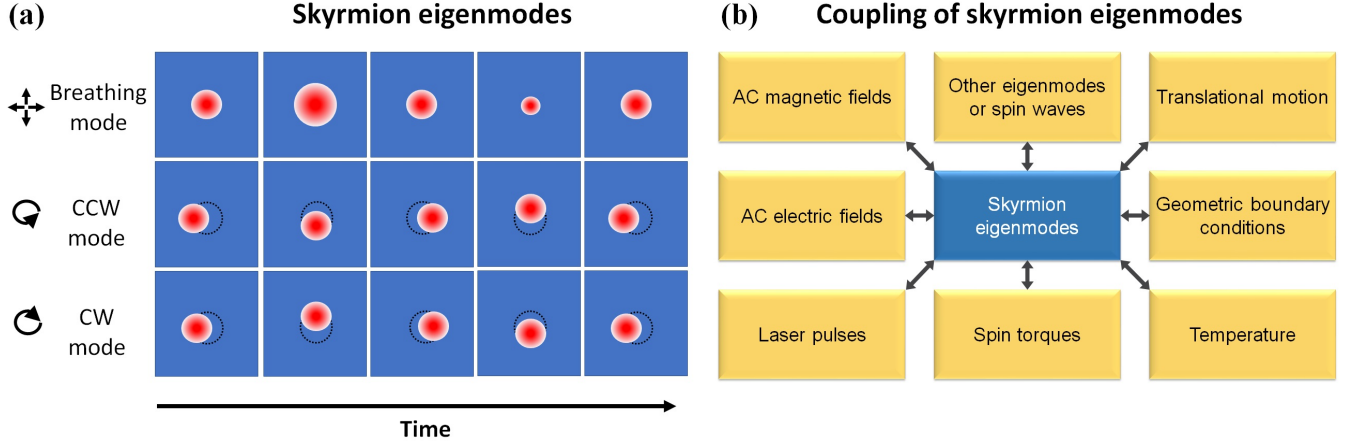 (a)
Skyrmion eigenmodes
Breathing
mode
CCW
mode
CW
mode
Time
(b)
Coupling of skyrmion eigenmodes
AC magnetic fields
Other eigenmodes
or spin waves
Translational motion
AC electric fields
Skyrmion
eigenmodes
Geometric boundary
conditions
Laser pulses
Spin torques
Temperature